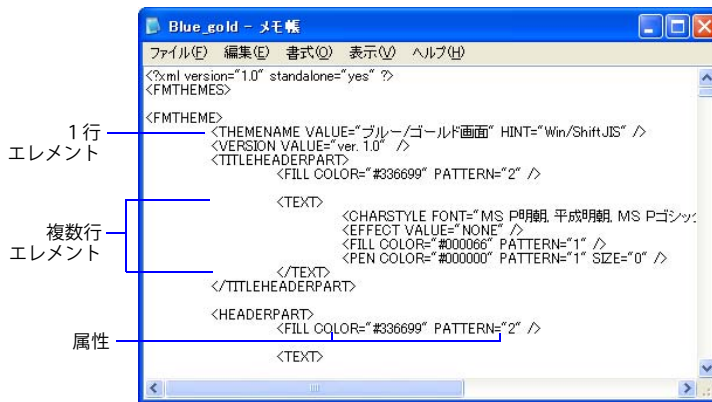 Blue_gold - メモ帳
ファイル(F) 編集(E) 書式(O) 表示(V) ヘルプ(H)
<?xml version="1.0" standalone="yes" ?>
<FMTHEMES>
<FMTHEME>
1行
エレメント
<THEMENAME VALUE="ブルー/ゴールド画面" HINT="Win/ShiftJIS" />
<VERSION VALUE="ver. 1.0" />
<TITLEHEADERPART>
<FILL COLOR="#336699" PATTERN="2" />
複数行
エレメント
<TEXT>
<CHARSTYLE FONT="MS P明朝, 平成明朝, MS Pゴシッ
<EFFECT VALUE="NONE" />
<FILL COLOR="#000066" PATTERN="1" />
<PEN COLOR="#000000" PATTERN="1" SIZE="0" />
</TEXT>
</TITLEHEADERPART>
<HEADERPART>
属性
<FILL COLOR="#336699" PATTERN="2" />
<TEXT>